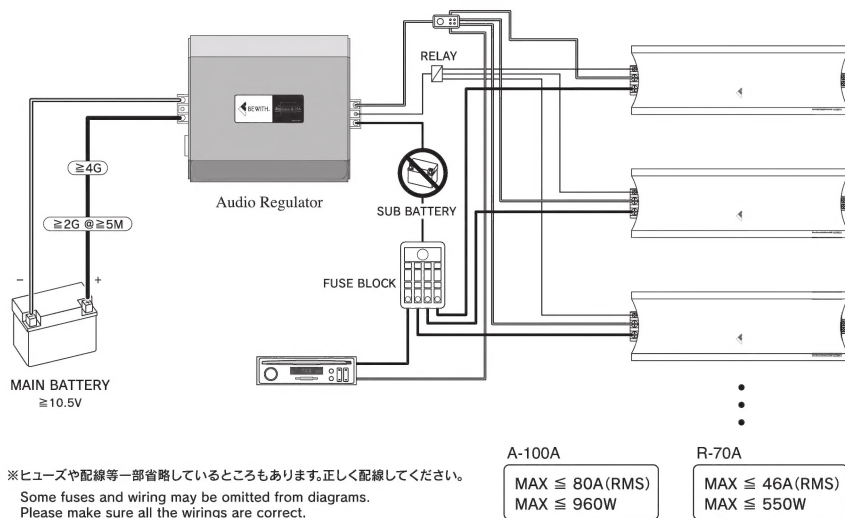 RELAY
BEWITH.
≧4G
Audio Regulator
≧2G @≧5M
SUB BATTERY
FUSE BLOCK
-
+
MAIN BATTERY
≧10.5V
※ヒューズや配線等一部省略しているところもあります。正しく配線してください。
Some fuses and wiring may be omitted from diagrams.
Please make sure all the wirings are correct.
A-100A
MAX ≦ 80A(RMS)
MAX ≦ 960W
R-70A
MAX ≦ 46A(RMS)
MAX ≦ 550W